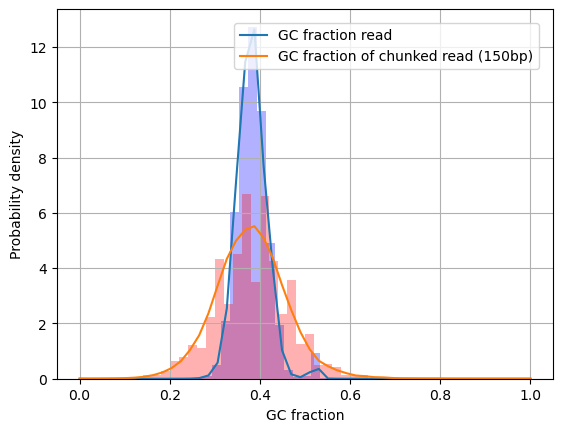 GC fraction read
GC fraction of chunked read (150bp)
Probability density
12
10
8
6
4
2
0
0.0 0.2 0.4 0.6 0.8 1.0
GC fraction